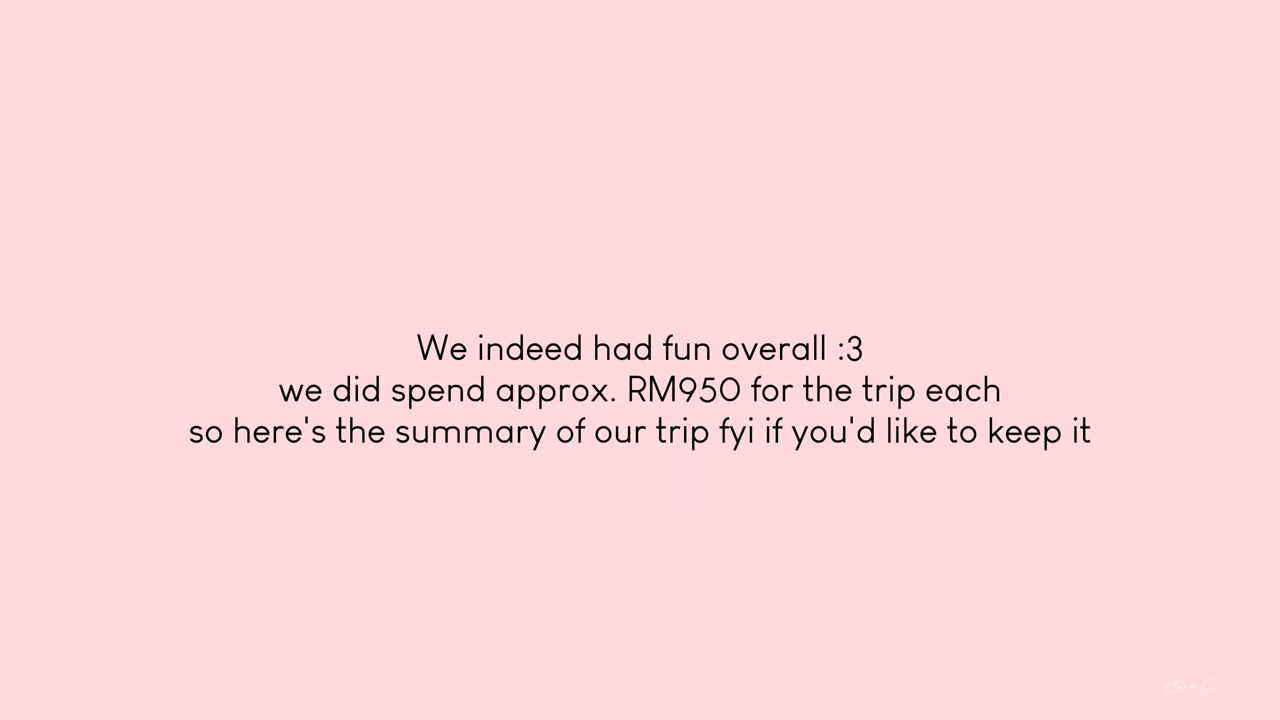 We indeed had fun overall :3
we did spend approx. RM950 for the trip each
so here's the summary of our trip fyi if you'd like to keep it